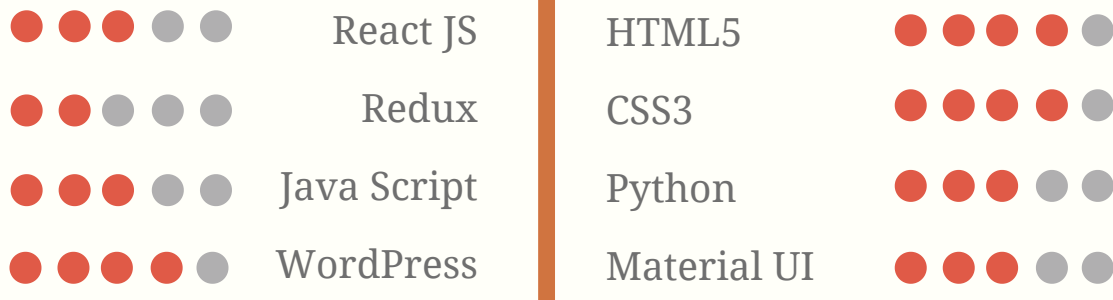 React JS
Redux
Java Script
WordPress
HTML5
CSS3
Python
Material UI